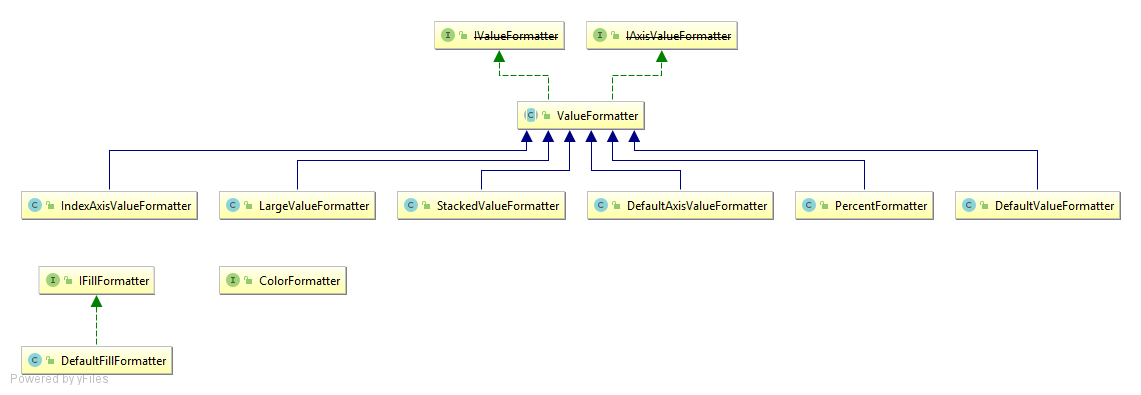 IValueFormatter
IAxisValueFormatter
ValueFormatter
IndexAxisValueFormatter
LargeValueFormatter
StackedValueFormatter
DefaultAxisValueFormatter
PercentFormatter
DefaultValueFormatter
IFillFormatter
ColorFormatter
DefaultFillFormatter
Powered by yFiles